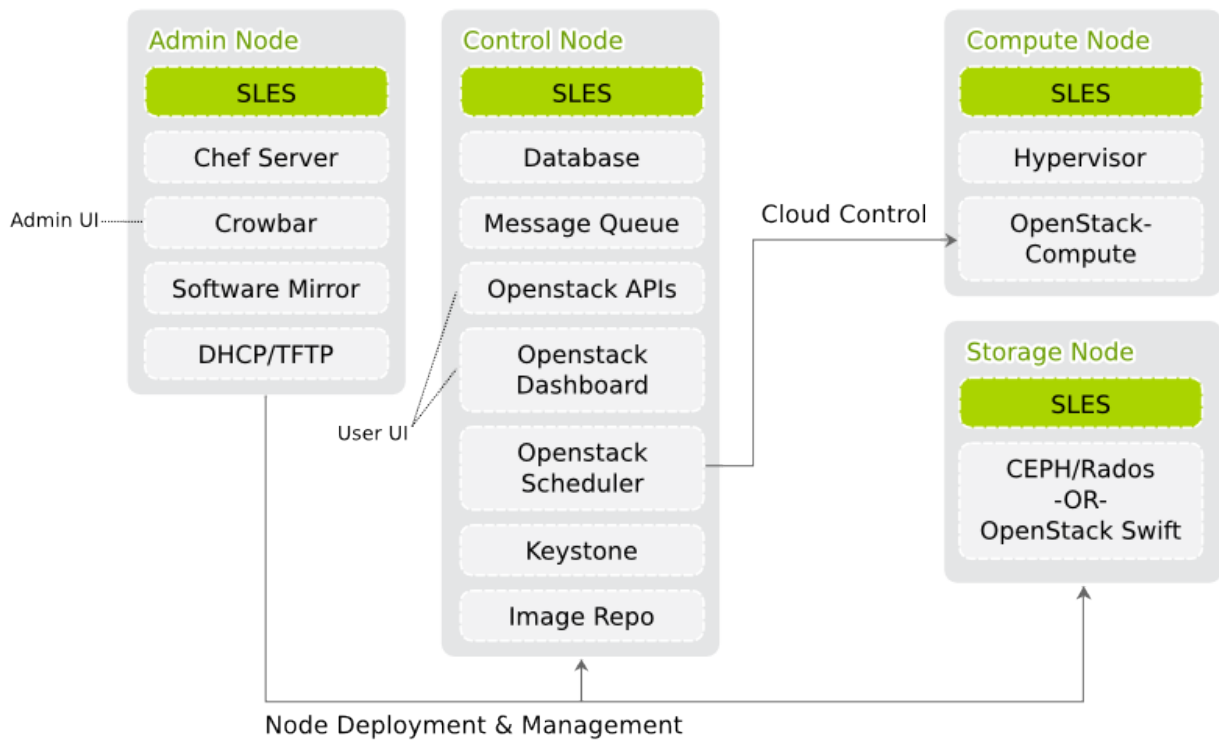 Admin Node
SLES
Chef Server
Admin UI
Crowbar
Software Mirror
DHCP/TFTP
Control Node
SLES
Database
Message Queue
Openstack APIs
Openstack
Dashboard
User UI
Openstack
Scheduler
Keystone
Image Repo
Cloud Control
Compute Node
SLES
Hypervisor
OpenStack-
Compute
Storage Node
SLES
CEPH/Rados
-OR-
OpenStack Swift
Node Deployment & Management